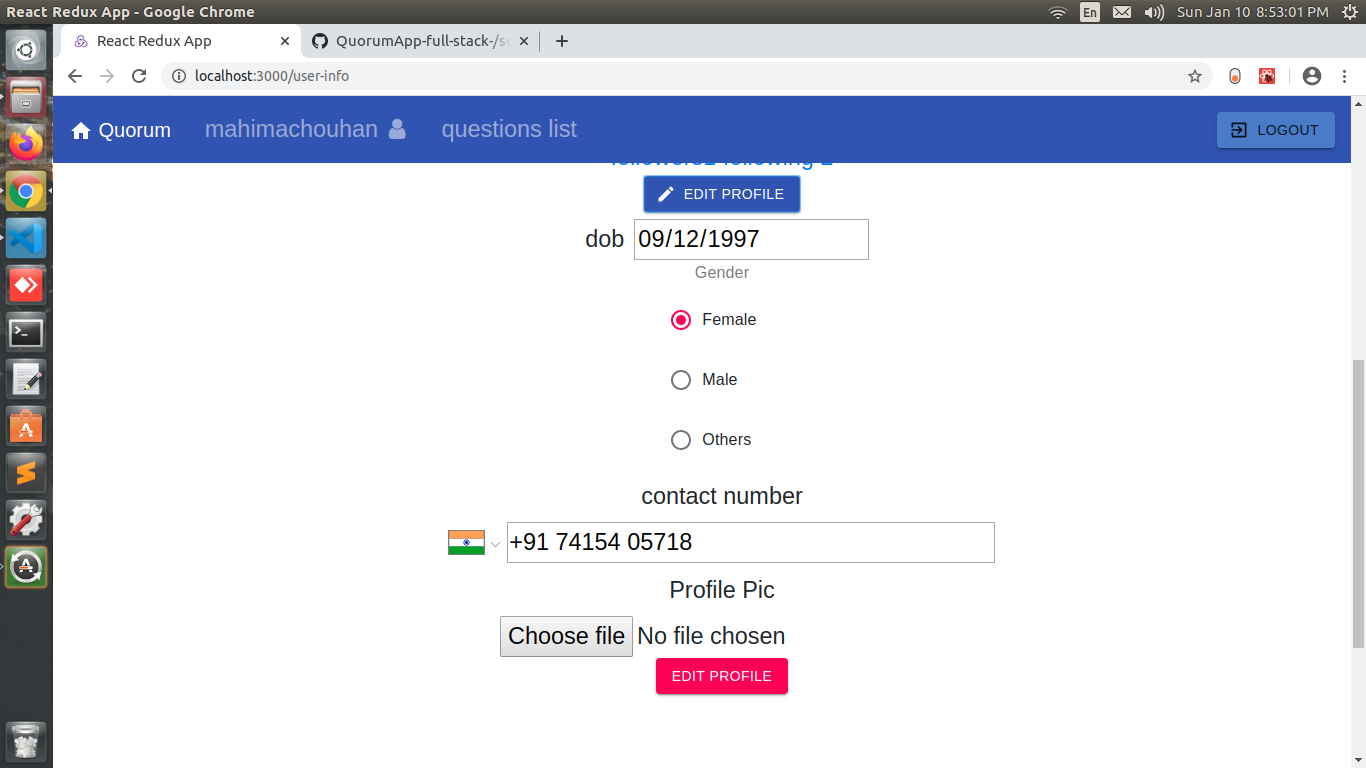 React Redux App - Google Chrome
En
Sun Jan 10 8:53:01 PM
React Redux App
QuorumApp-full-stack-/s
localhost:3000/user-info
Quorum mahimachouhan questions list LOGOUT
EDIT PROFILE
dob 09/12/1997
Gender
Female
Male
Others
contact number
+91 74154 05718
Profile Pic
Choose file No file chosen
EDIT PROFILE